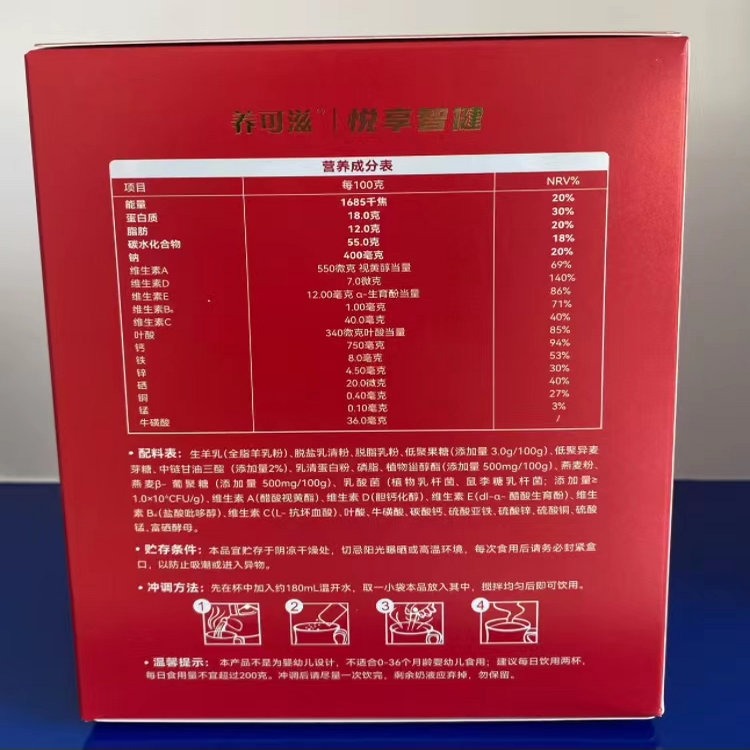 养可滋 | 悦享智健
营养成分表
项目 每100克 NRV%
能量 1685千焦 20%
蛋白质 18.0克 30%
脂肪 12.0克 20%
碳水化合物 55.0克 18%
钠 400毫克 20%
维生素A 550微克 视黄醇当量 69%
维生素D 7.0微克 140%
维生素E 12.00毫克 α-生育酚当量 86%
维生素B₆ 1.00毫克 71%
维生素C 40.0毫克 40%
叶酸 340微克叶酸当量 85%
钙 750毫克 94%
铁 8.0毫克 53%
锌 4.50毫克 30%
硒 20.0微克 40%
铜 0.40毫克 27%
锰 0.10毫克 3%
牛磺酸 36.0毫克 /
• 配料表：生羊乳(全脂羊乳粉)、脱盐乳清粉、脱脂乳粉、低聚果糖(添加量 3.0g/100g)、低聚异麦
芽糖、中链甘油三酯 (添加量2%)、乳清蛋白粉、磷脂、植物甾醇酯(添加量 500mg/100g)、燕麦粉、
燕麦β- 葡聚糖 (添加量 500mg/100g)、乳酸菌 (植物乳杆菌、鼠李糖乳杆菌；添加量≥
1.0×10⁶CFU/g)、维生素 A(醋酸视黄酯)、维生素 D(胆钙化醇)、维生素 E(dl-α- 醋酸生育酚)、维生
素 B₆(盐酸吡哆醇)、维生素 C(L- 抗坏血酸)、叶酸、牛磺酸、碳酸钙、硫酸亚铁、硫酸锌、硫酸铜、硫酸
锰、富硒酵母。
• 贮存条件：本品宜贮存于阴凉干燥处，切忌阳光曝晒或高温环境，每次食用后请务必封紧盒
口，以防止吸潮或进入异物。
• 冲调方法：先在杯中加入约180mL温开水，取一小袋本品放入其中，搅拌均匀后即可饮用。
1 2 3 4
• 温馨提示：本产品不是为婴幼儿设计，不适合0-36个月龄婴幼儿食用；建议每日饮用两杯，
每日食用量不宜超过200克。冲调后请尽量一次饮完，剩余奶液应弃掉，勿保留。